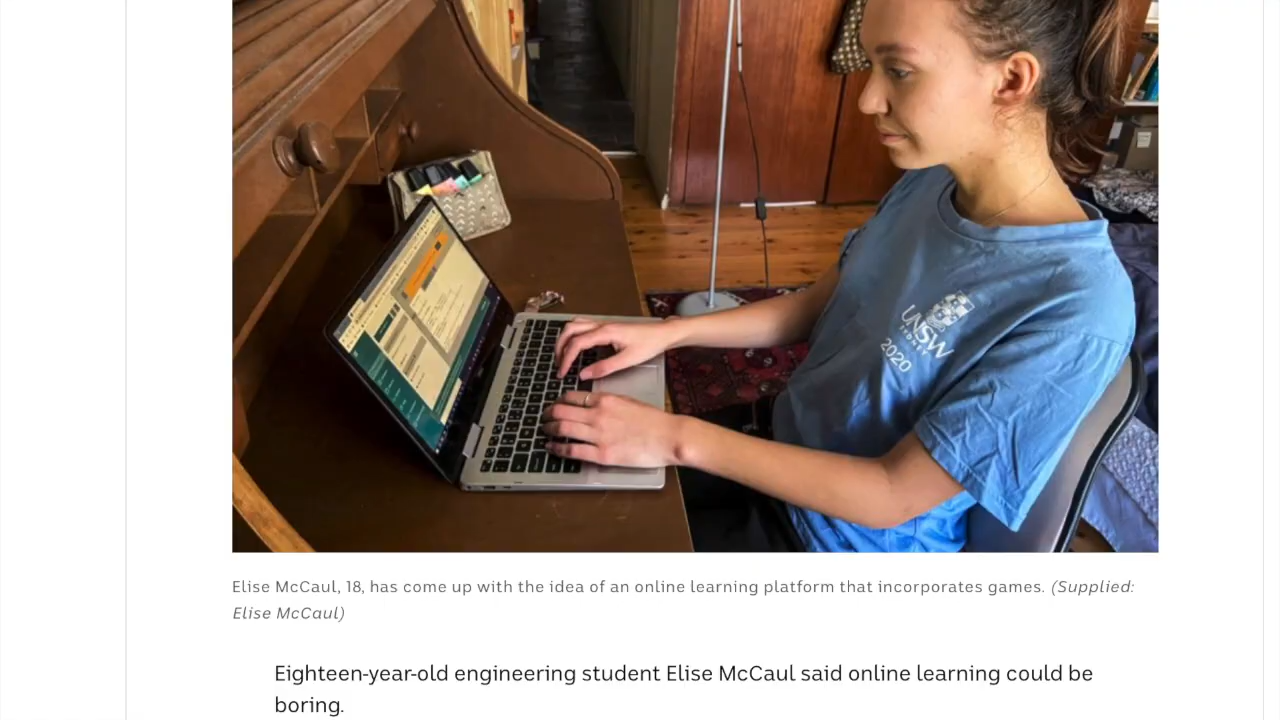 UNSW
SYDNEY
2020
Elise McCaul, 18, has come up with the idea of an online learning platform that incorporates games. (Supplied:
Elise McCaul)
Eighteen-year-old engineering student Elise McCaul said online learning could be
boring.